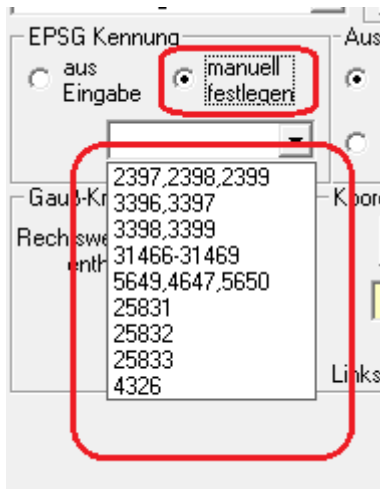 EPSG Kennung
Aus
aus
Eingabe
manuell
festlegen
2397,2398,2399
3396,3397
3398,3399
31466-31469
5649,4647,5650
25831
25832
25833
4326
Gauß-Kr
Koord
Rechtswe
enth
Links